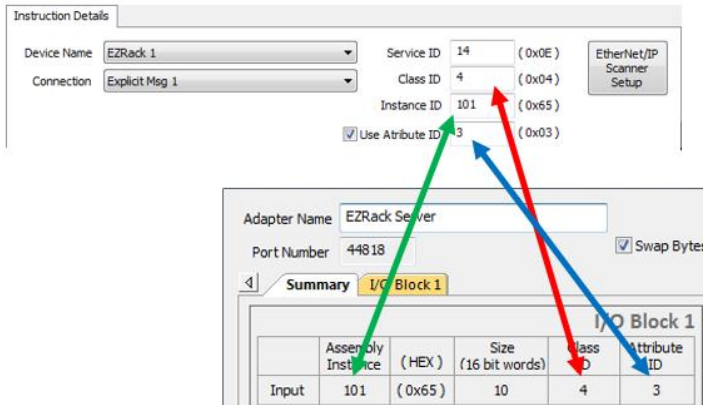 Instruction Details
Device Name EZRack 1 Service ID 14 ( 0x0E ) EtherNet/IP Scanner Setup
Connection Explicit Msg 1 Class ID 4 ( 0x04 )
Instance ID 101 ( 0x65 )
Use Atribute ID 3 ( 0x03 )
Adapter Name EZRack Server
Port Number 44818 Swap Bytes
Summary I/O Block 1
I/O Block 1
Assembly Instance ( HEX ) Size (16 bit words) Class ID Attribute ID
Input 101 ( 0x65 ) 10 4 3